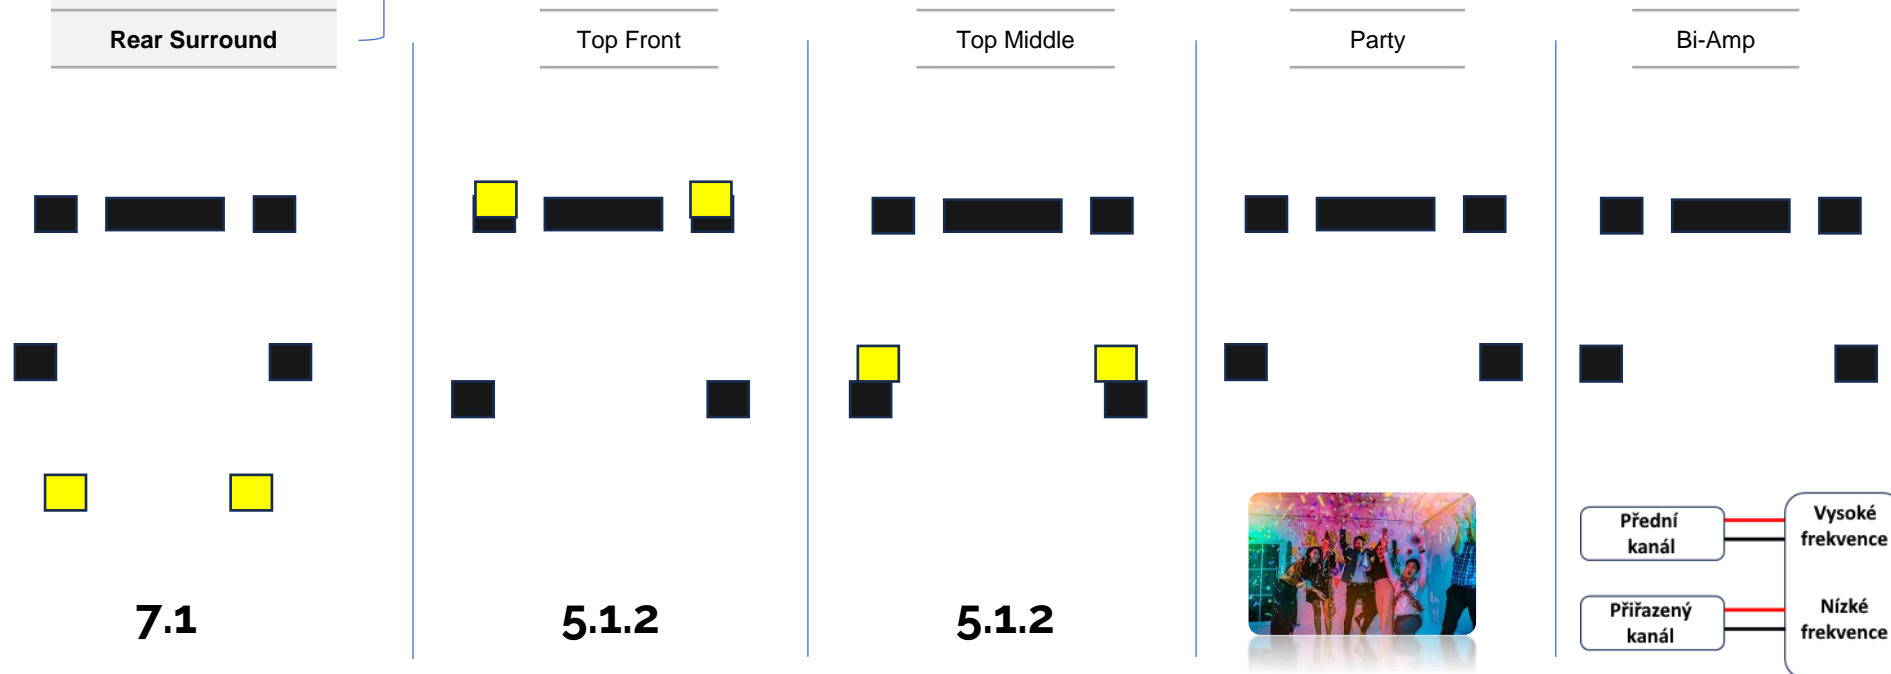 Rear Surround
Top Front
Top Middle
Party
Bi-Amp
7.1
5.1.2
5.1.2
Přední
kanál
Vysoké
frekvence
Přiřazený
kanál
Nízké
frekvence